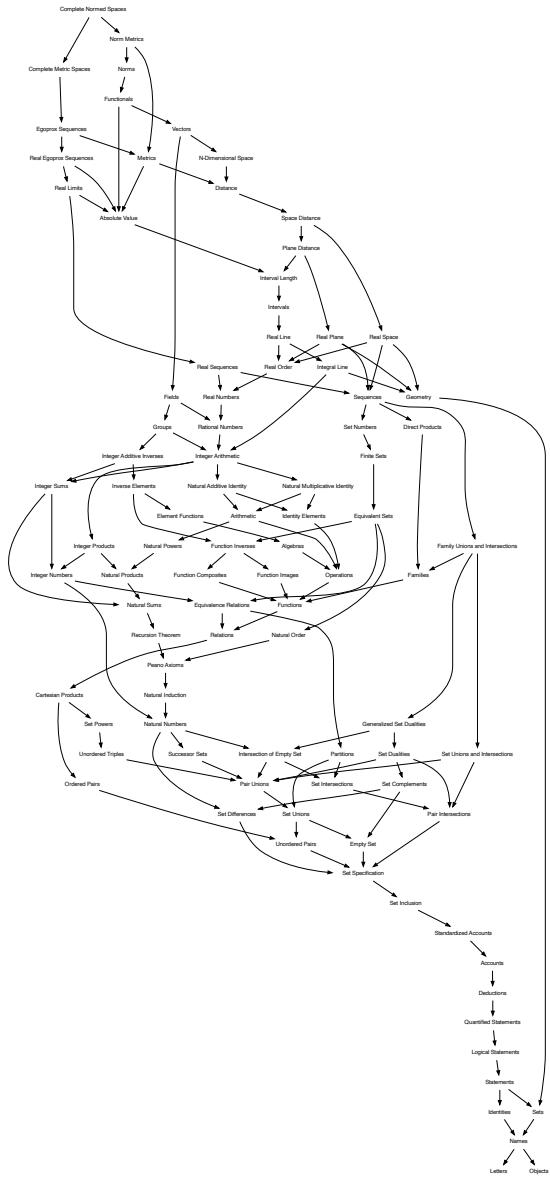 Complete Normed Spaces
Norm Metrics
Complete Metric Spaces
Norms
Functionals
Egoprox Sequences
Vectors
Real Egoprox Sequences
Metrics
N-Dimensional Space
Real Limits
Distance
Absolute Value
Space Distance
Plane Distance
Interval Length
Intervals
Real Line
Real Plane
Real Space
Real Sequences
Real Order
Integral Line
Fields
Real Numbers
Sequences
Geometry
Groups
Rational Numbers
Set Numbers
Direct Products
Integer Additive Inverses
Integer Arithmetic
Finite Sets
Integer Sums
Inverse Elements
Natural Additive Identity
Natural Multiplicative Identity
Element Functions
Arithmetic
Identity Elements
Equivalent Sets
Integer Products
Natural Powers
Function Inverses
Algebras
Family Unions and Intersections
Integer Numbers
Natural Products
Function Composites
Function Images
Operations
Families
Natural Sums
Equivalence Relations
Functions
Recursion Theorem
Relations
Natural Order
Peano Axioms
Cartesian Products
Natural Induction
Set Powers
Natural Numbers
Generalized Set Dualities
Unordered Triples
Successor Sets
Intersection of Empty Set
Partitions
Set Dualities
Set Unions and Intersections
Ordered Pairs
Pair Unions
Set Intersections
Set Complements
Set Differences
Set Unions
Pair Intersections
Unordered Pairs
Empty Set
Set Specification
Set Inclusion
Standardized Accounts
Accounts
Deductions
Quantified Statements
Logical Statements
Statements
Identities
Sets
Names
Letters
Objects